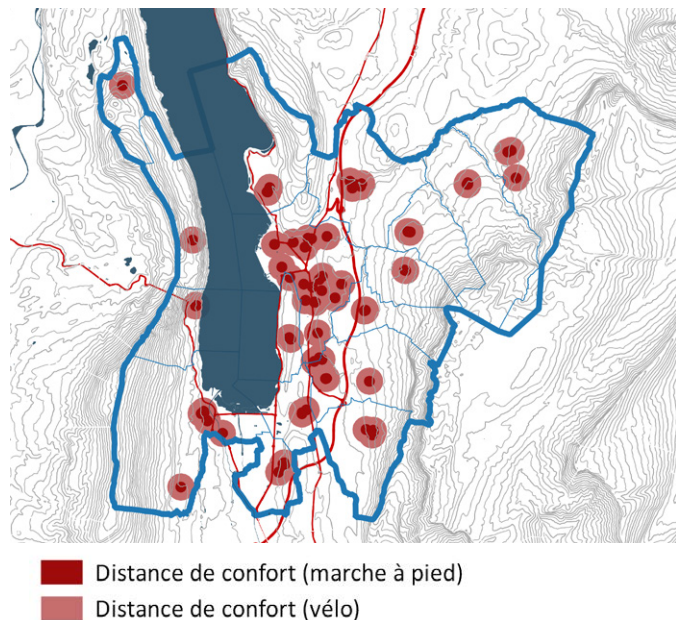 Distance de confort (marche à pied)
Distance de confort (vélo)